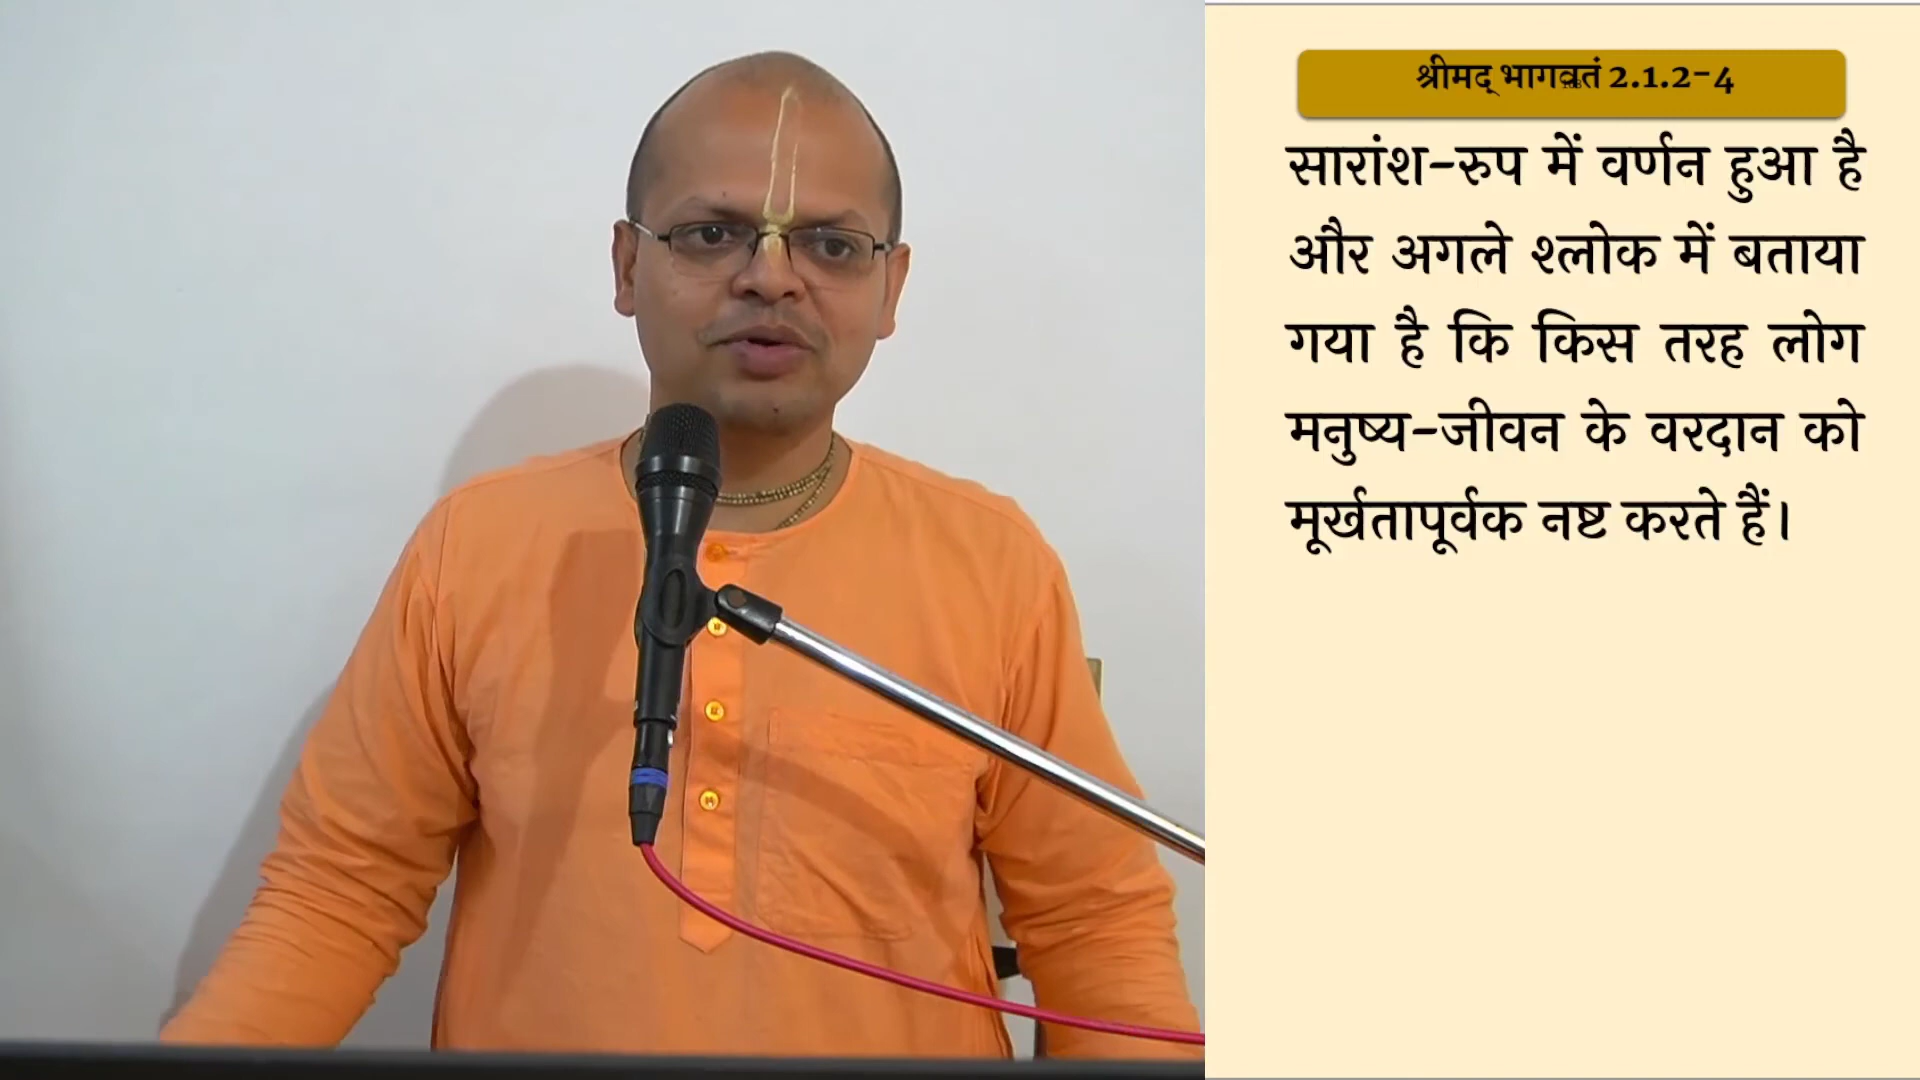 श्रीमद् भागवतं 2.1.2-4
सारांश-रुप में वर्णन हुआ है
और अगले श्लोक में बताया
गया है कि किस तरह लोग
मनुष्य-जीवन के वरदान को
मूर्खतापूर्वक नष्ट करते हैं।